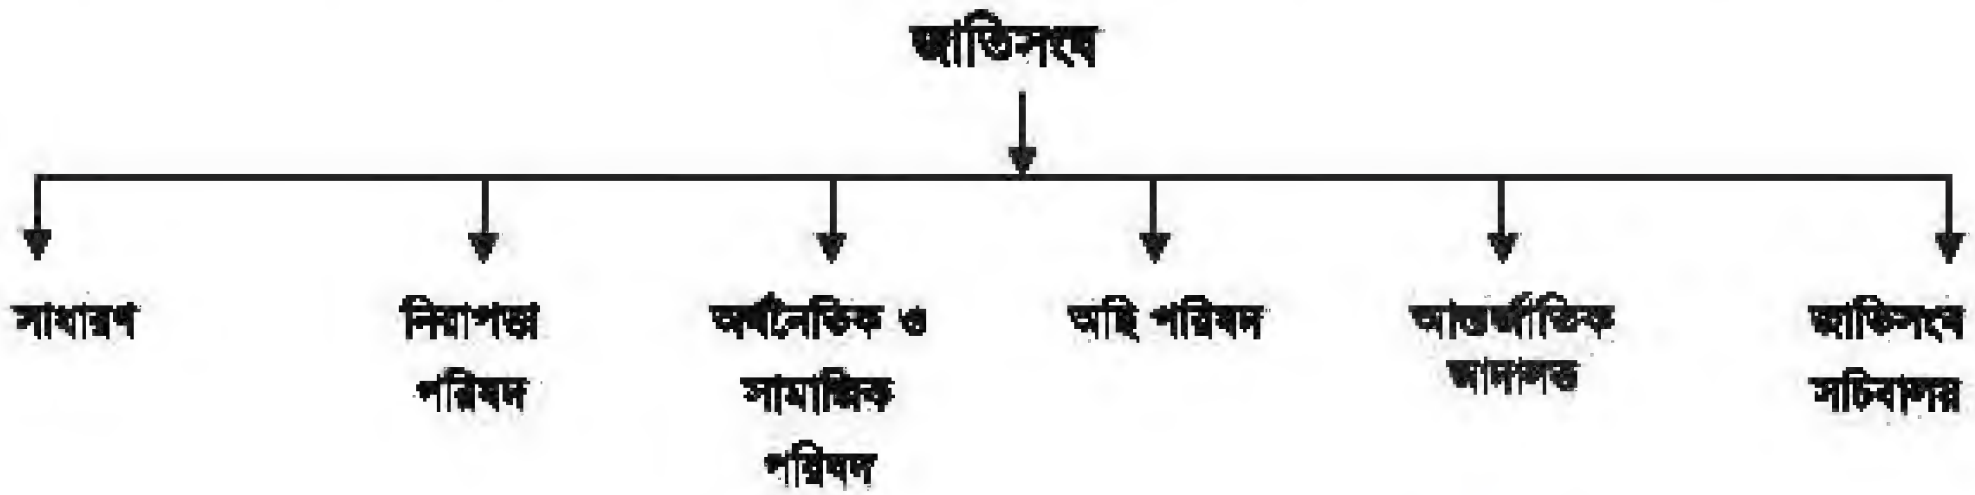 জাতিসংঘ
সাধারণ
নিরাপত্তা
পরিষদ
অর্থনৈতিক ও
সামাজিক
পরিষদ
অছি পরিষদ
আন্তর্জাতিক
আদালত
জাতিসংঘ
সচিবালয়